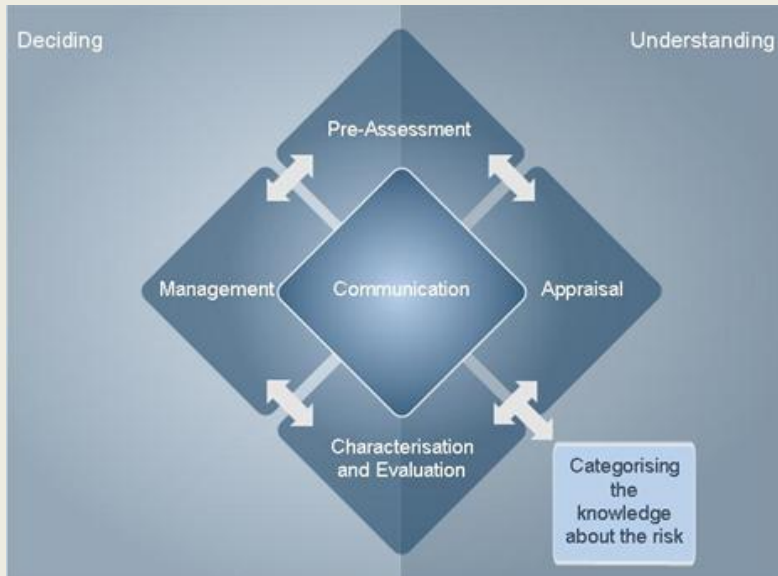 Deciding
Understanding
Pre-Assessment
Management
Communication
Appraisal
Characterisation
and Evaluation
Categorising
the
knowledge
about the risk